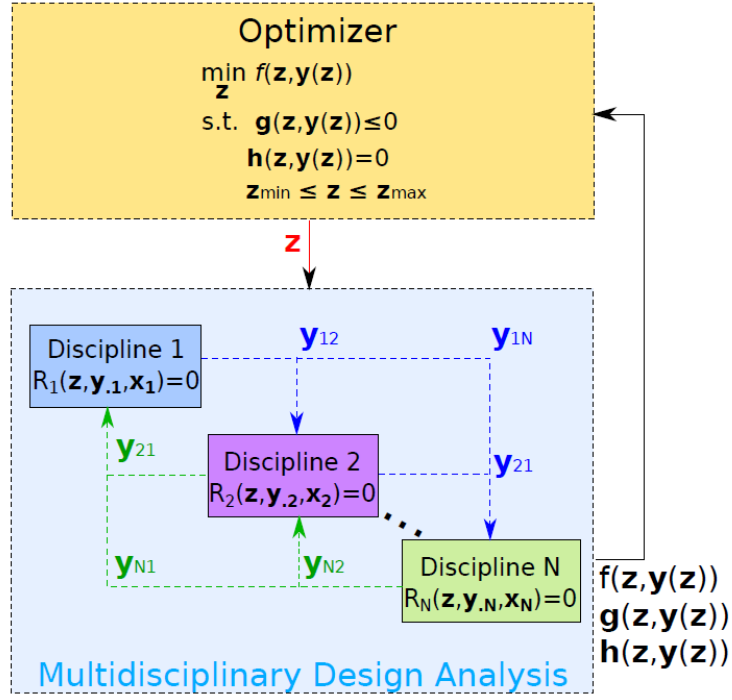 Optimizer
min f(z,y(z))
z
s.t. g(z,y(z))≤0
h(z,y(z))=0
zmin ≤ z ≤ zmax
z
Discipline 1
R1(z,y.1,x1)=0
y12
y1N
y21
Discipline 2
R2(z,y.2,x2)=0
y21
yN1
yN2
Discipline N
RN(z,y.N,xN)=0
f(z,y(z))
g(z,y(z))
h(z,y(z))
Multidisciplinary Design Analysis